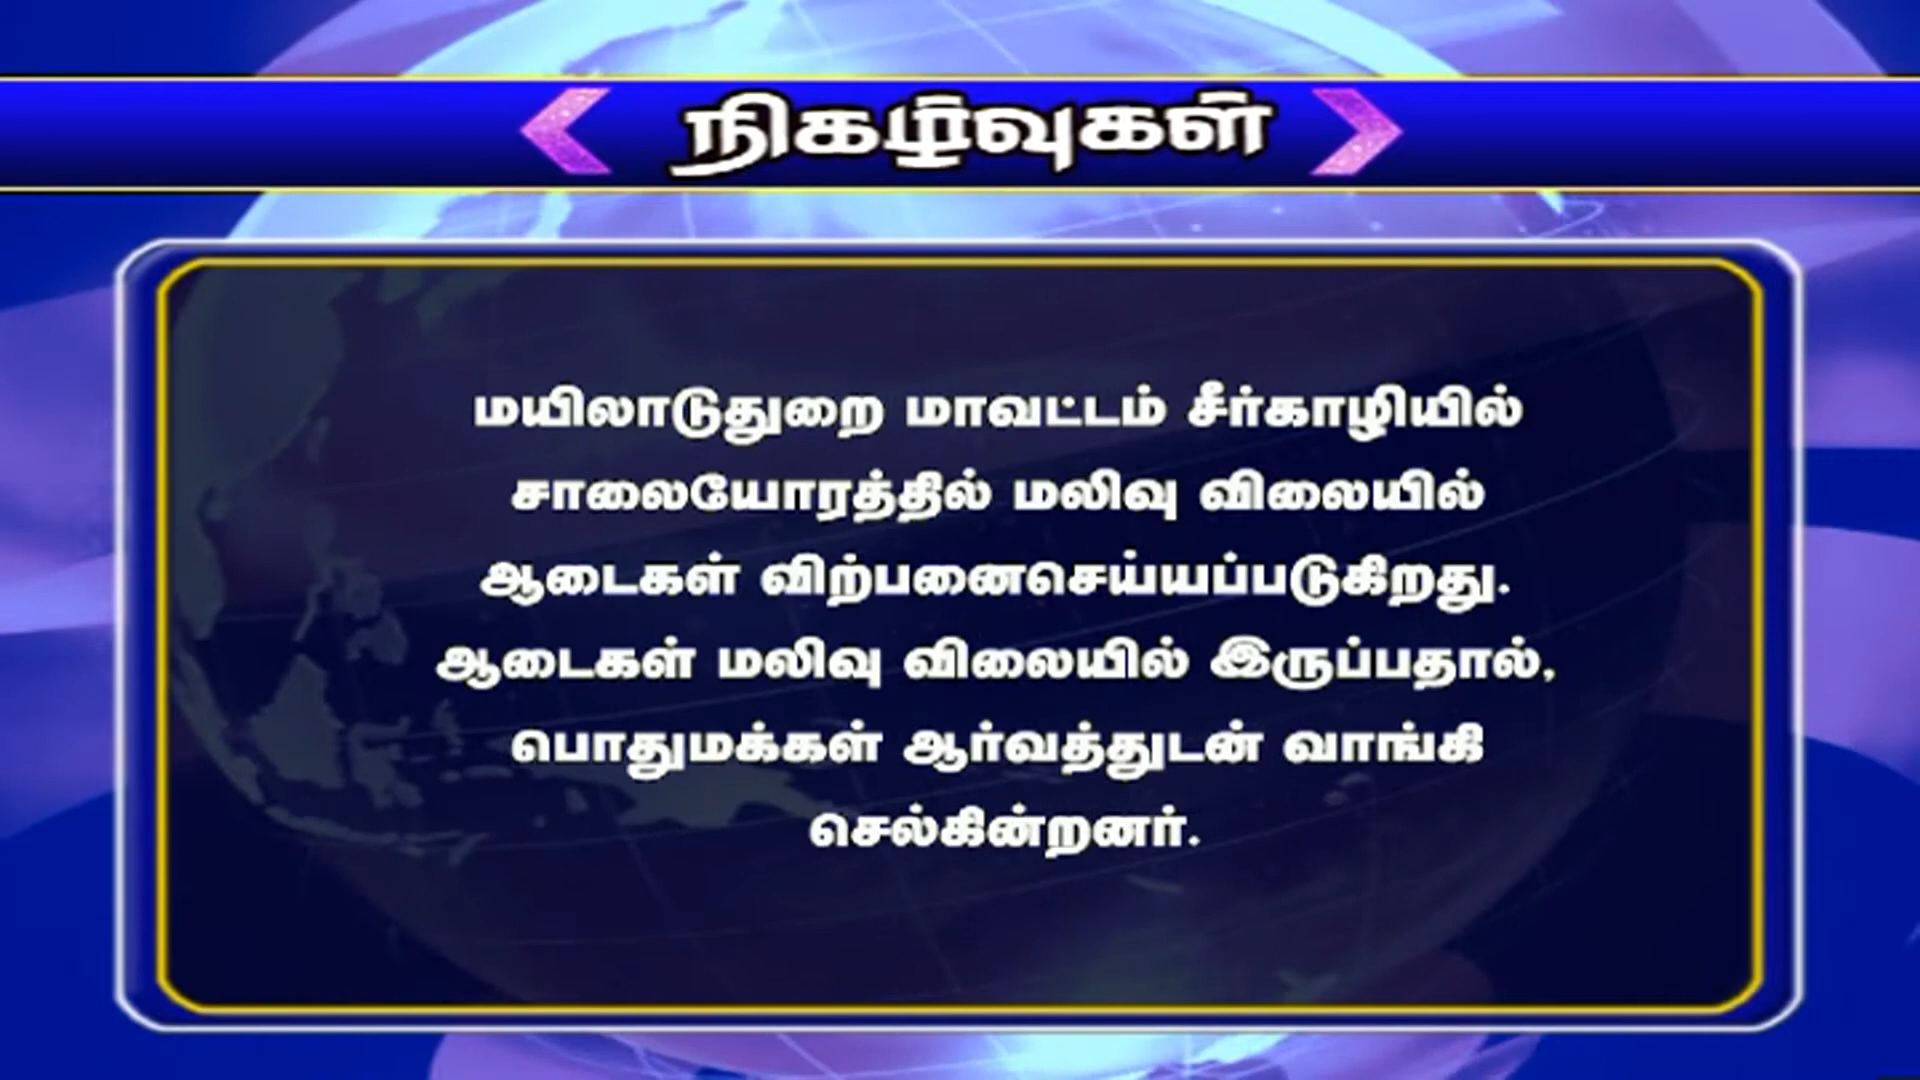 நிகழ்வுகள்
மயிலாடுதுறை மாவட்டம் சீர்காழியில்
சாலையோரத்தில் மலிவு விலையில்
ஆடைகள் விற்பனைசெய்யப்படுகிறது.
ஆடைகள் மலிவு விலையில் இருப்பதால்,
பொதுமக்கள் ஆர்வத்துடன் வாங்கி
செல்கின்றனர்.